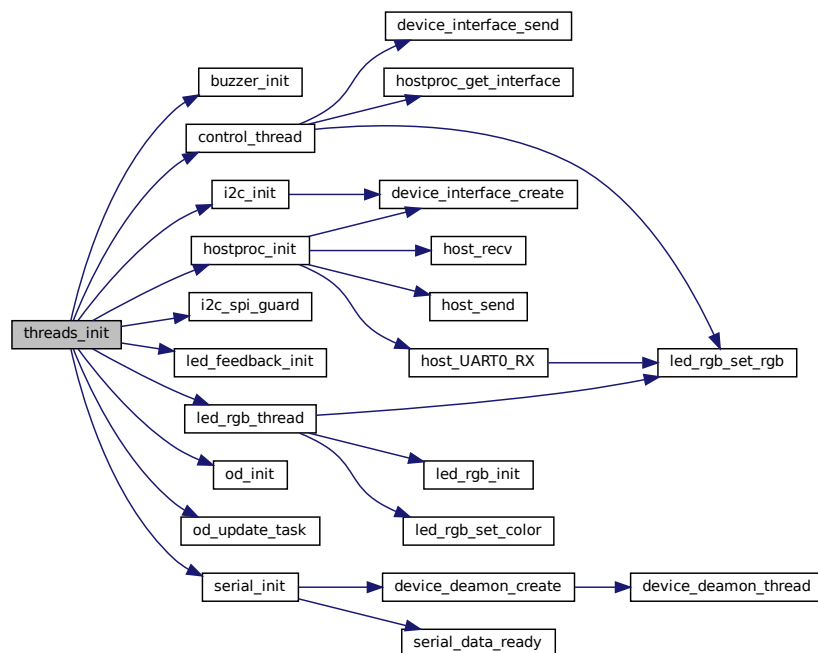 device_interface_send
buzzer_init
hostproc_get_interface
control_thread
i2c_init
device_interface_create
hostproc_init
host_recv
i2c_spi_guard
host_send
threads_init
led_feedback_init
host_UART0_RX
led_rgb_set_rgb
led_rgb_thread
od_init
led_rgb_init
od_update_task
led_rgb_set_color
serial_init
device_deamon_create
device_deamon_thread
serial_data_ready